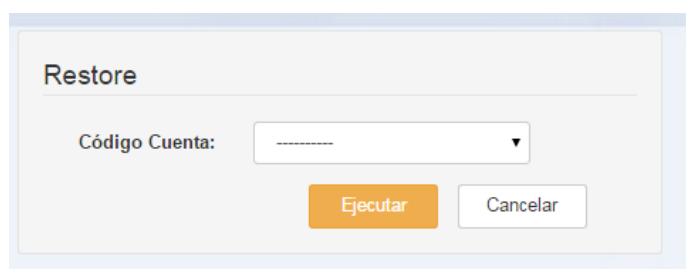 Restore
Código Cuenta: ----------
Ejecutar Cancelar